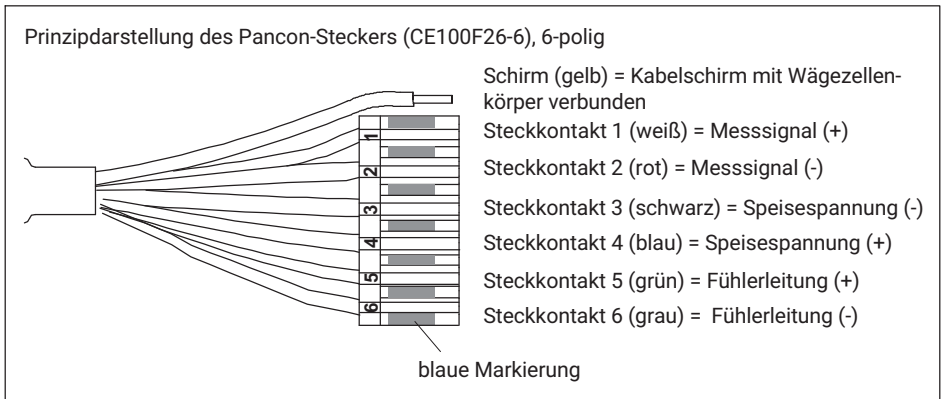 Prinzipdarstellung des Pancon-Steckers (CE100F26-6), 6-polig
Schirm (gelb) = Kabelschirm mit Wägezellen-
körper verbunden
Steckkontakt 1 (weiß) = Messsignal (+)
Steckkontakt 2 (rot) = Messsignal (-)
Steckkontakt 3 (schwarz) = Speisespannung (-)
Steckkontakt 4 (blau) = Speisespannung (+)
Steckkontakt 5 (grün) = Fühlerleitung (+)
Steckkontakt 6 (grau) = Fühlerleitung (-)
1
2
3
4
5
6
blaue Markierung